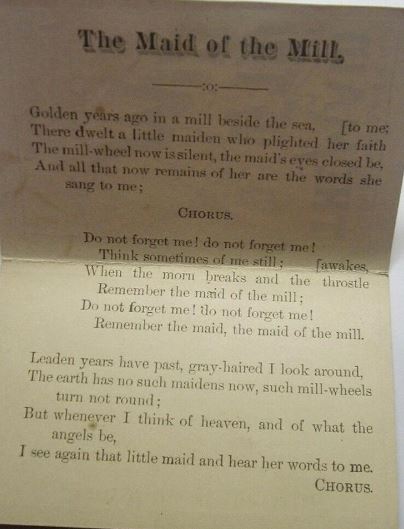 The Maid of the Mill.
:o:
Golden years ago in a mill beside the sea, [to me;
There dwelt a little maiden who plighted her faith
The mill-wheel now is silent, the maid's eyes closed be,
And all that now remains of her are the words she
sang to me;
CHORUS.
Do not forget me! do not forget me!
Think sometimes of me still; [awakes,
When the morn breaks and the throstle
Remember the maid of the mill;
Do not forget me! do not forget me!
Remember the maid, the maid of the mill.
Leaden years have past, gray-haired I look around,
The earth has no such maidens now, such mill-wheels
turn not round;
But whenever I think of heaven, and of what the
angels be,
I see again that little maid and hear her words to me.
CHORUS.